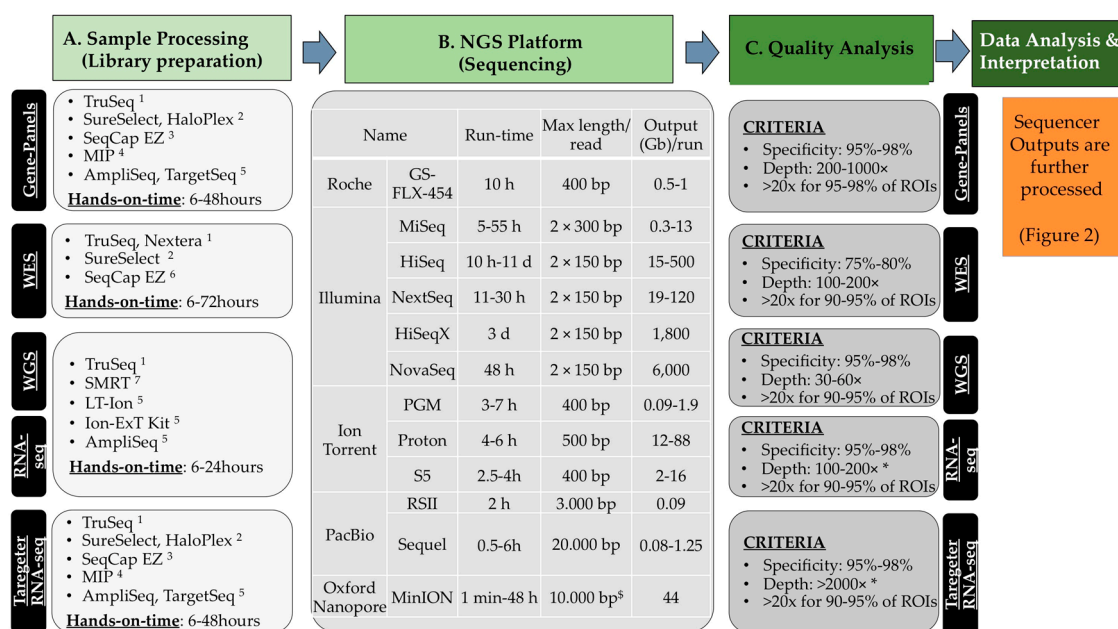 A. Sample Processing
(Library preparation)
B. NGS Platform
(Sequencing)
C. Quality Analysis
Data Analysis &
Interpretation
Gene-Panels
• TruSeq 1
• SureSelect, HaloPlex 2
• SeqCap EZ 3
• MIP 4
• AmpliSeq, TargetSeq 5
Hands-on-time: 6-48hours
WES
• TruSeq, Nextera 1
• SureSelect 2
• SeqCap EZ 6
Hands-on-time: 6-72hours
WGS
RNA-
seq
• TruSeq 1
• SMRT 7
• LT-Ion 5
• Ion-ExT Kit 5
• AmpliSeq 5
Hands-on-time: 6-24hours
Taregeter
RNA-seq
• TruSeq 1
• SureSelect, HaloPlex 2
• SeqCap EZ 3
• MIP 4
• AmpliSeq, TargetSeq 5
Hands-on-time: 6-48hours
Name Run-time Max length/ Output
read (Gb)/run
Roche GS-
FLX-454 10 h 400 bp 0.5-1
Illumina
MiSeq 5-55 h 2 × 300 bp 0.3-13
HiSeq 10 h-11 d 2 × 150 bp 15-500
NextSeq 11-30 h 2 × 150 bp 19-120
HiSeqX 3 d 2 × 150 bp 1,800
NovaSeq 48 h 2 × 150 bp 6,000
Ion
Torrent
PGM 3-7 h 400 bp 0.09-1.9
Proton 4-6 h 500 bp 12-88
S5 2.5-4h 400 bp 2-16
PacBio
RSII 2 h 3.000 bp 0.09
Sequel 0.5-6h 20.000 bp 0.08-1.25
Oxford
Nanopore MinION 1 min-48 h 10.000 bp$ 44
CRITERIA
• Specificity: 95%-98%
• Depth: 200-1000×
• >20x for 95-98% of ROIs
Gene-Panels
CRITERIA
• Specificity: 75%-80%
• Depth: 100-200×
• >20x for 90-95% of ROIs
WES
CRITERIA
• Specificity: 95%-98%
• Depth: 30-60×
• >20x for 90-95% of ROIs
WGS
CRITERIA
• Specificity: 95%-98%
• Depth: 100-200× *
• >20x for 90-95% of ROIs
RNA-
seq
CRITERIA
• Specificity: 95%-98%
• Depth: >2000× *
• >20x for 90-95% of ROIs
Taregeter
RNA-seq
Sequencer
Outputs are
further
processed
(Figure 2)